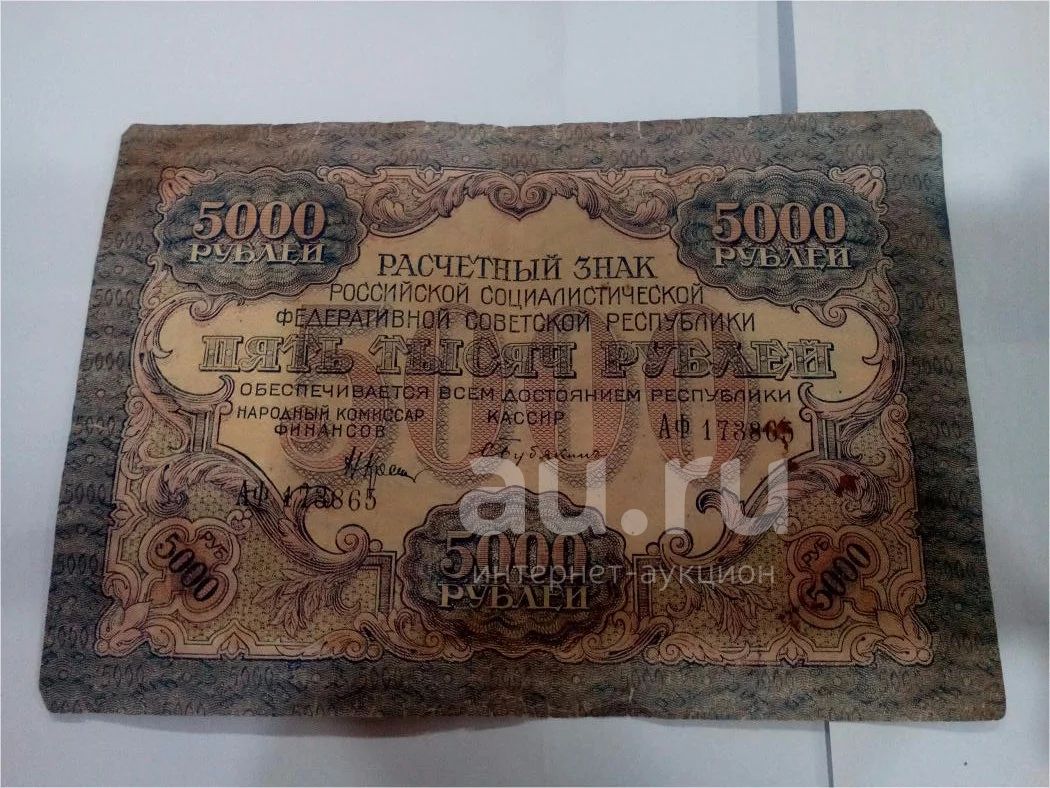 5000 5000
РУБЛЕЙ РУБЛЕЙ
РАСЧЕТНЫЙ ЗНАК
РОССИЙСКОЙ СОЦИАЛИСТИЧЕСКОЙ
ФЕДЕРАТИВНОЙ СОВЕТСКОЙ РЕСПУБЛИКИ
5000
ПЯТЬ ТЫСЯЧ РУБЛЕЙ
ОБЕСПЕЧИВАЕТСЯ ВСЕМ ДОСТОЯНИЕМ РЕСПУБЛИКИ
НАРОДНЫЙ КОМИССАР КАССИР
ФИНАНСОВ
АФ 173865
АФ 173865
au.ru
интернет-аукцион
5000
РУБЛЕЙ
РУБ
5000
РУБ
5000